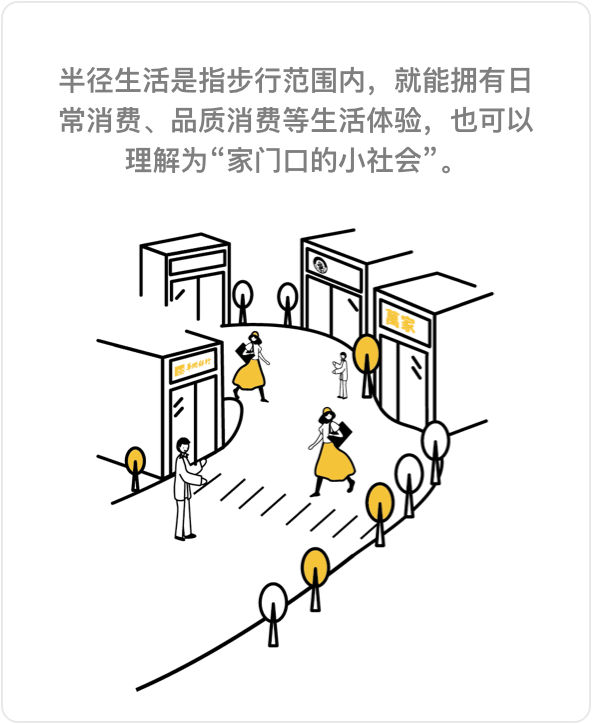 半径生活是指步行范围内，就能拥有日
常消费、品质消费等生活体验，也可以
理解为“家门口的小社会”。
萬家